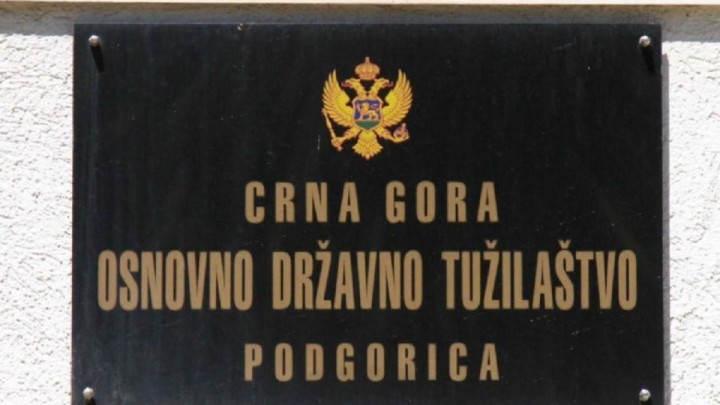 CRNA GORA
OSNOVNO DRŽAVNO TUŽILAŠTVO
PODGORICA